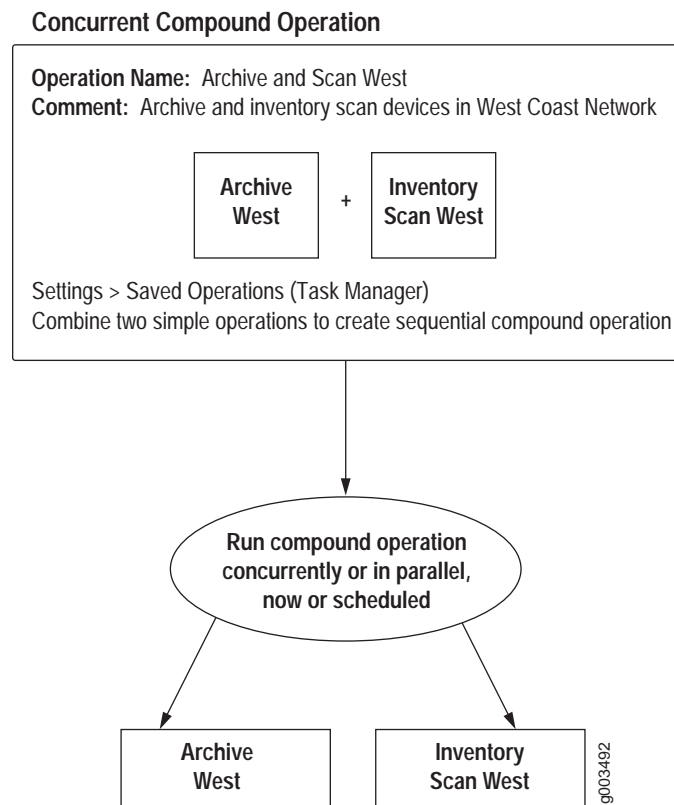 Concurrent Compound Operation
Operation Name: Archive and Scan West
Comment: Archive and inventory scan devices in West Coast Network
Archive
West
+
Inventory
Scan West
Settings > Saved Operations (Task Manager)
Combine two simple operations to create sequential compound operation
Run compound operation
concurrently or in parallel,
now or scheduled
Archive
West
Inventory
Scan West
g003492